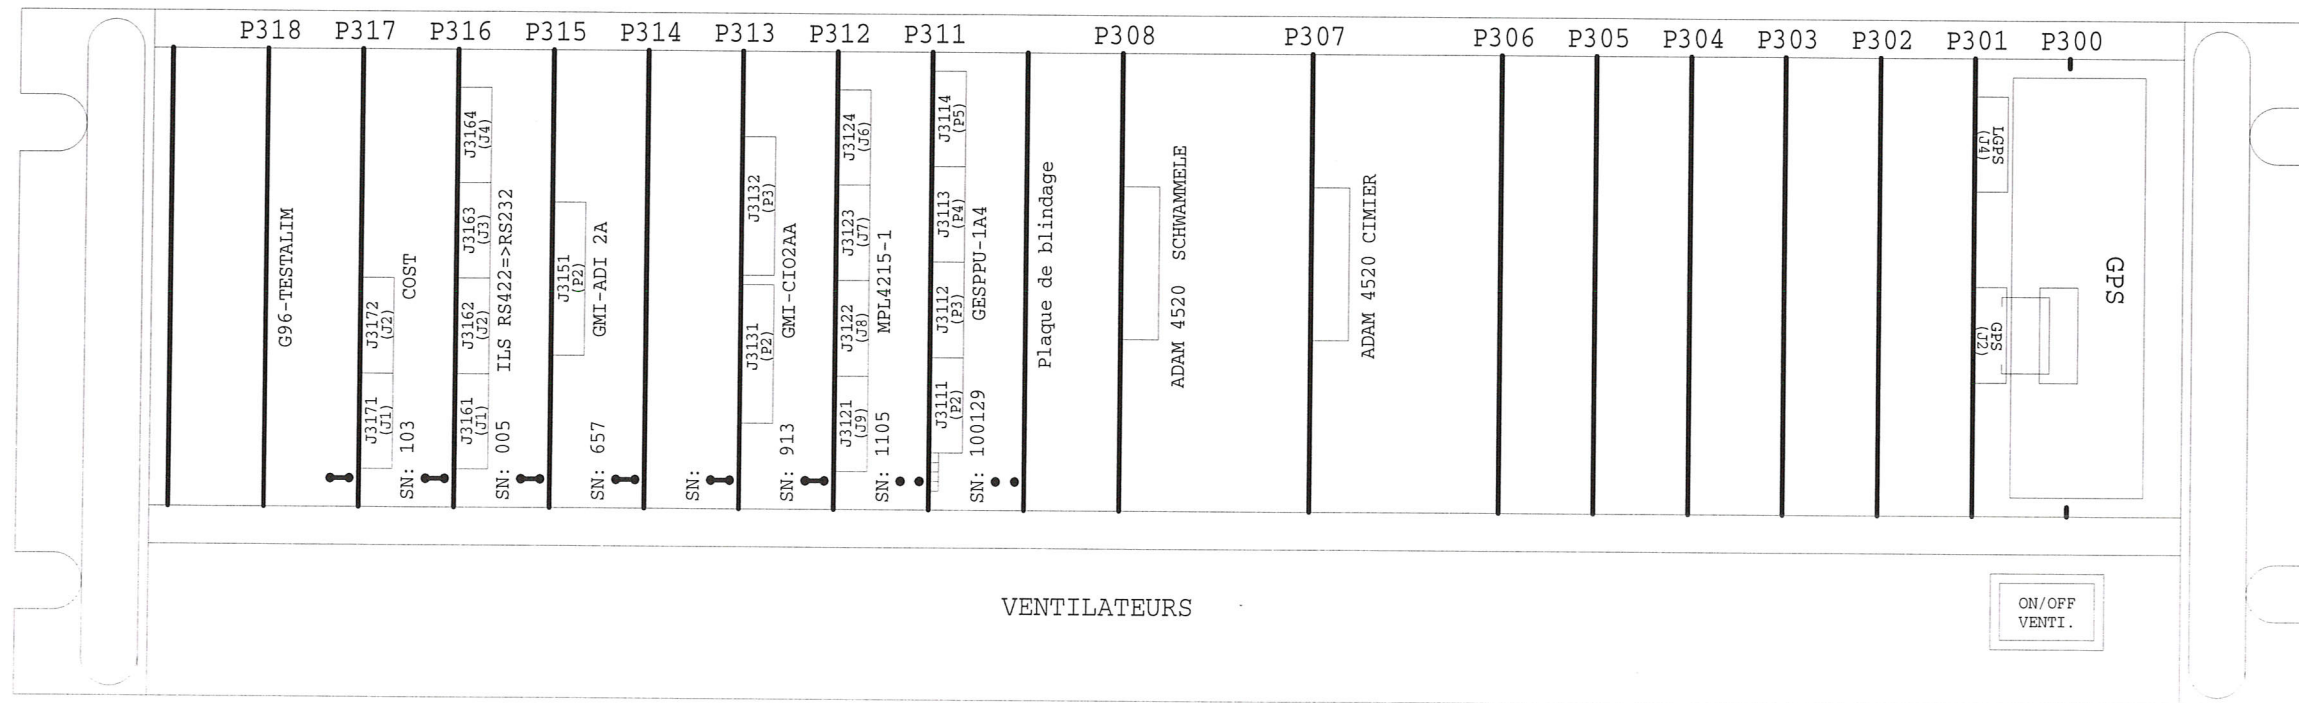 P318 P317 P316 P315 P314 P313 P312 P311 P308 P307 P306 P305 P304 P303 P302 P301 P300
G96-TESTALIM
J3172
(J2)
J3171
(J1)
COST
SN: 103
J3164
(J4)
J3163
(J3)
J3162
(J2)
J3161
(J1)
ILS RS422=>RS232
SN: 005
J3151
(P2)
GMI-ADI 2A
SN: 657
SN:
J3132
(P3)
J3131
(P2)
GMI-CIO2AA
SN: 913
J3124
(J6)
J3123
(J7)
J3122
(J8)
J3121
(J9)
MPL4215-1
SN: 1105
J3114
(P5)
J3113
(P4)
J3112
(P3)
J3111
(P2)
GESPPU-1A4
SN: 100129
Plaque de blindage
ADAM 4520 SCHWAMMELE
ADAM 4520 CIMIER
LGPS
(J4)
GPS
(J2)
GPS
VENTILATEURS
ON/OFF
VENTI.